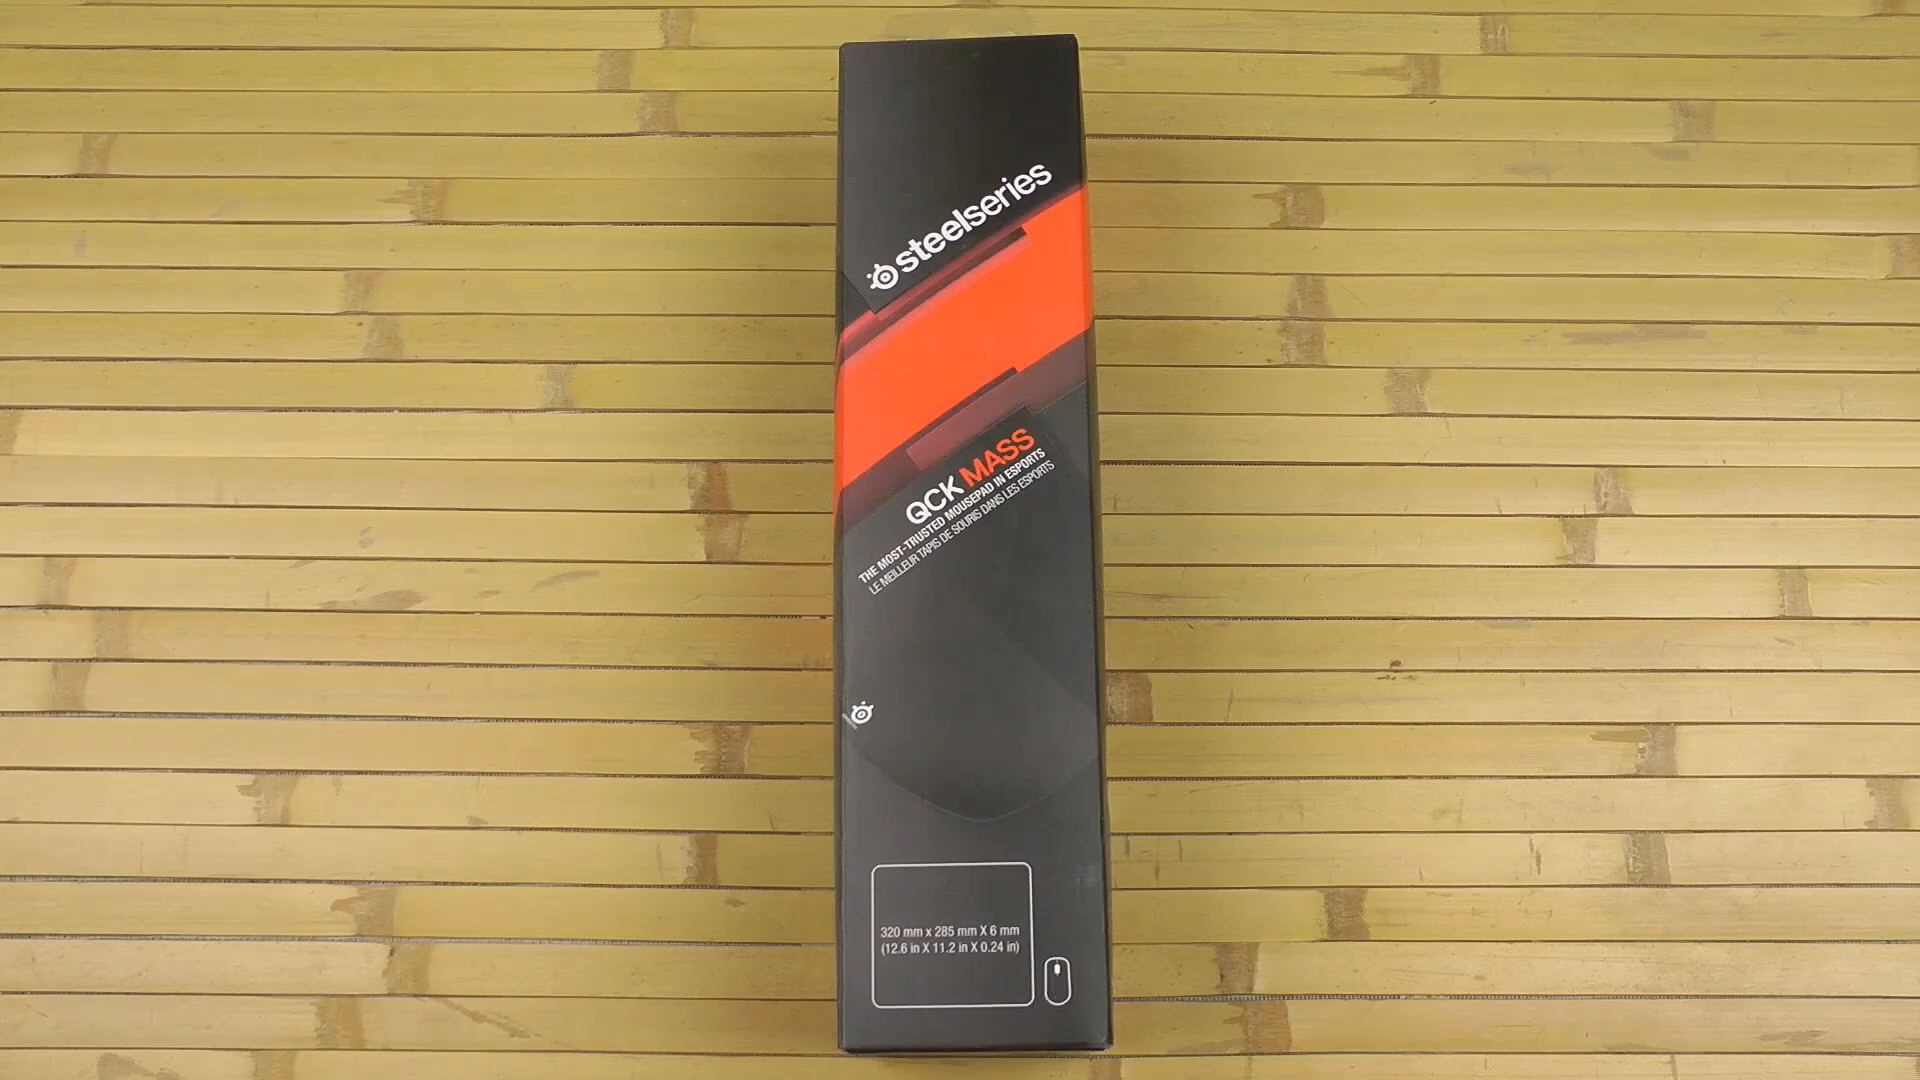 steelseries
QCK MASS
THE MOST-TRUSTED MOUSEPAD IN ESPORTS
LE MEILLEUR TAPIS DE SOURIS DANS LES ESPORTS
320 mm x 285 mm X 6 mm
(12.6 in X 11.2 in X 0.24 in)